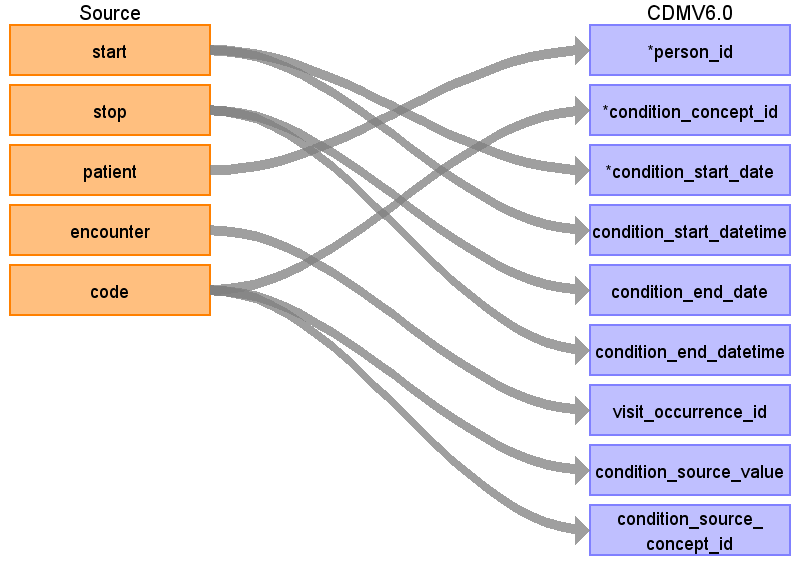 Source
CDMV6.0
start
*person_id
stop
*condition_concept_id
patient
*condition_start_date
encounter
condition_start_datetime
code
condition_end_date
condition_end_datetime
visit_occurrence_id
condition_source_value
condition_source_
concept_id